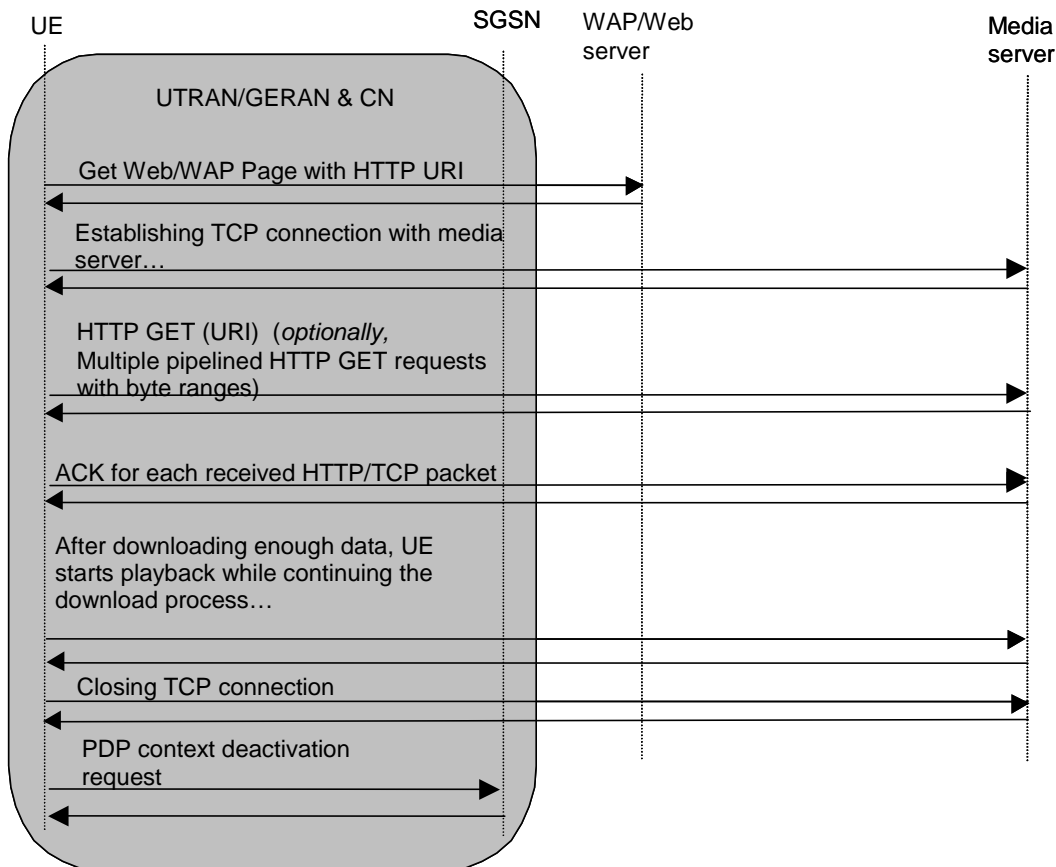 UE
SGSN
WAP/Web
server
Media
server
UTRAN/GERAN & CN
Get Web/WAP Page with HTTP URI
Establishing TCP connection with media
server…
HTTP GET (URI) (optionally,
Multiple pipelined HTTP GET requests
with byte ranges)
ACK for each received HTTP/TCP packet
After downloading enough data, UE
starts playback while continuing the
download process…
Closing TCP connection
PDP context deactivation
request